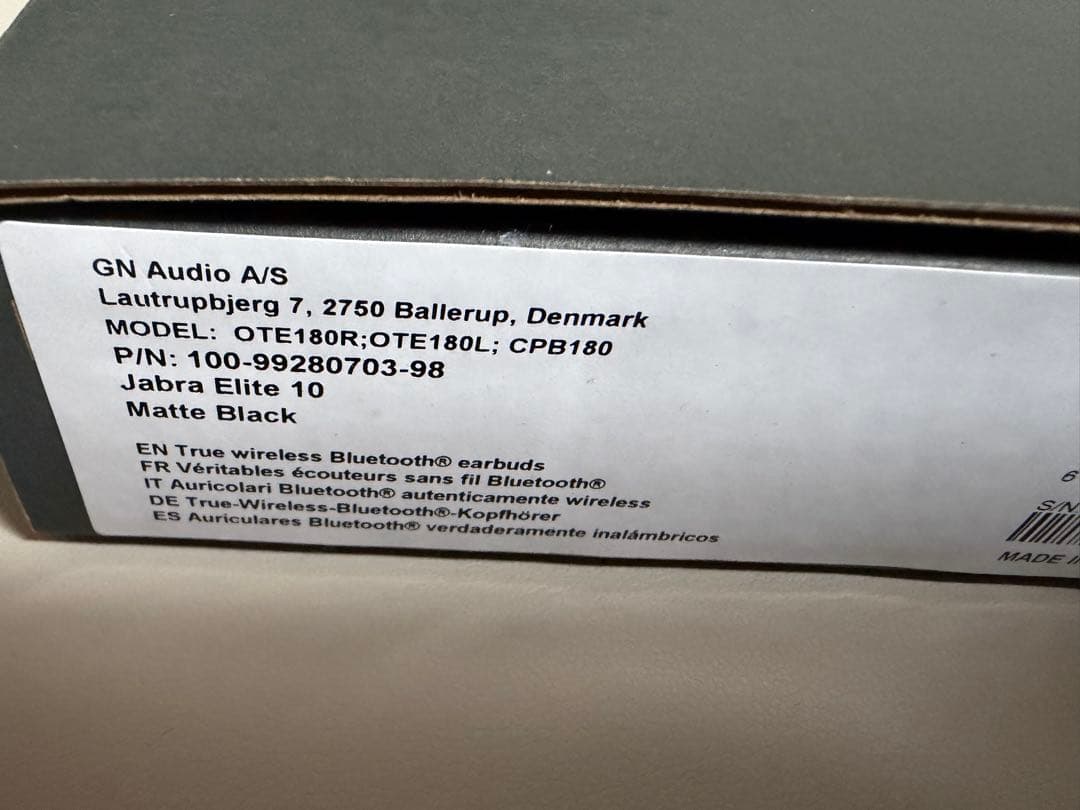 GN Audio A/S
Lautrupbjerg 7, 2750 Ballerup, Denmark
MODEL: OTE180R;OTE180L; CPB180
P/N: 100-99280703-98
Jabra Elite 10
Matte Black
EN True wireless Bluetooth® earbuds
FR Véritables écouteurs sans fil Bluetooth®
IT Auricolari Bluetooth® autenticamente wireless
DE True-Wireless-Bluetooth®-Kopfhörer
ES Auriculares Bluetooth® verdaderamente inalámbricos
6
S/N
MADE